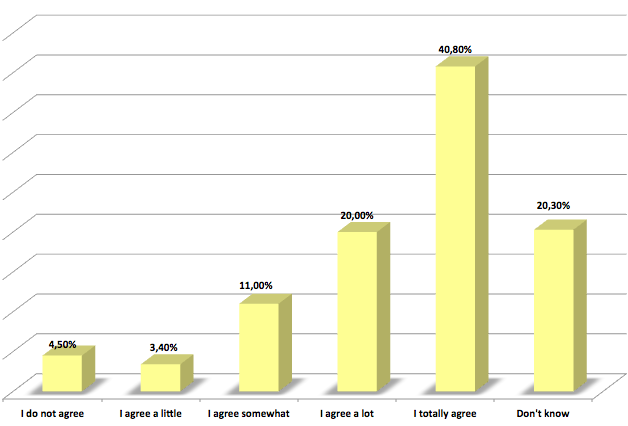 40,80%
20,00%
20,30%
11,00%
4,50%
3,40%
I do not agree
I agree a little
I agree somewhat
I agree a lot
I totally agree
Don't know